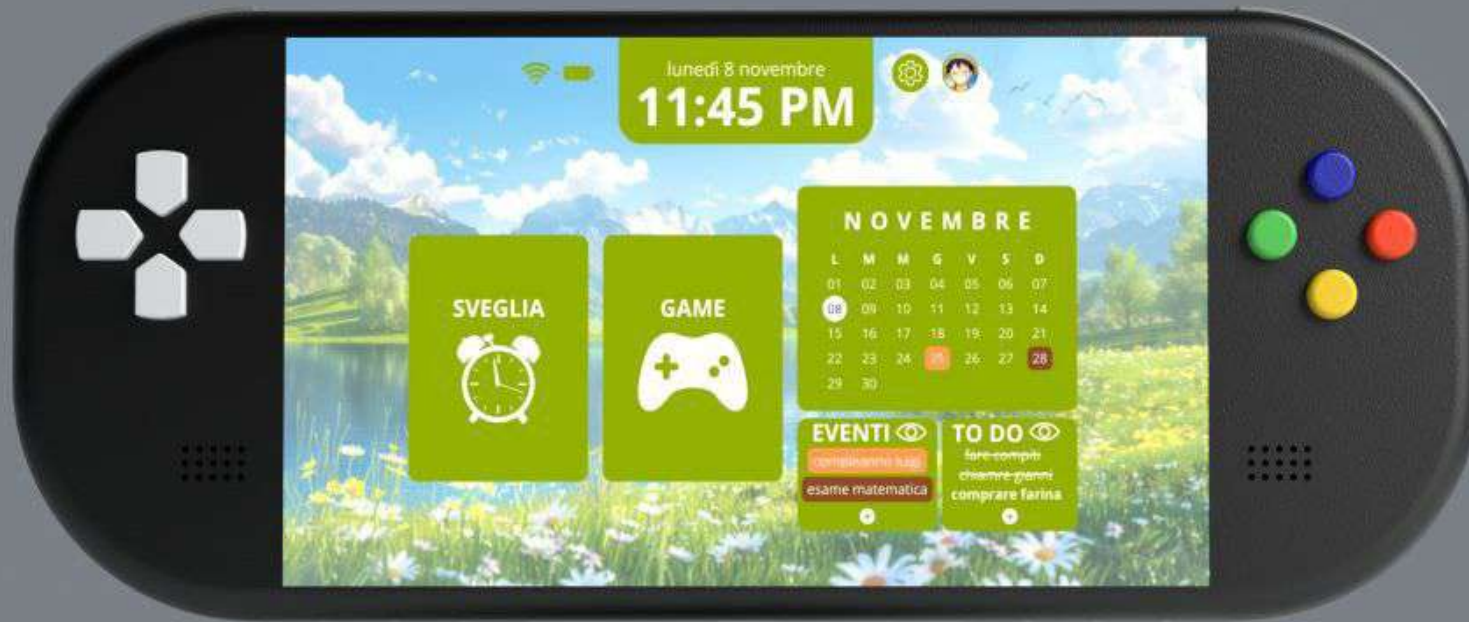 lunedì 8 novembre
11:45 PM
SVEGLIA
GAME
NOVEMBRE
L M M G V S D
01 02 03 04 05 06 07
08 09 10 11 12 13 14
15 16 17 18 19 20 21
22 23 24 25 26 27 28
29 30
EVENTI
compleanno luigi
esame matematica
TO DO
fare compiti
chiamre gianni
comprare farina